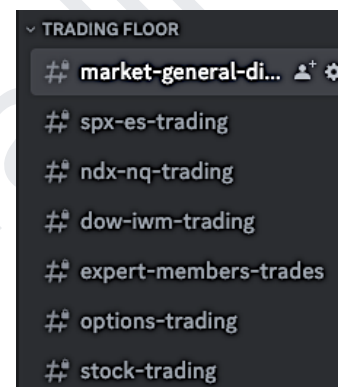 TRADING FLOOR
market-general-di...
spx-es-trading
ndx-nq-trading
dow-iwm-trading
expert-members-trades
options-trading
stock-trading